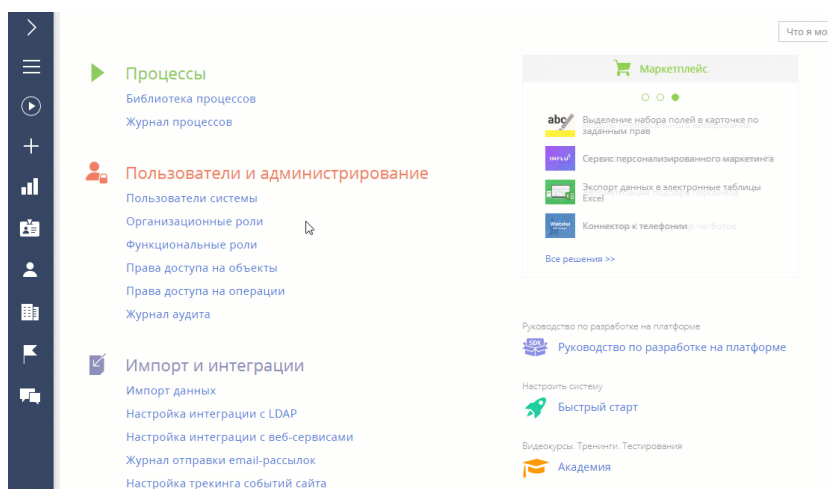 Что я мо
Процессы
Библиотека процессов
Журнал процессов
Пользователи и администрирование
Пользователи системы
Организационные роли
Функциональные роли
Права доступа на объекты
Права доступа на операции
Журнал аудита
Импорт и интеграции
Импорт данных
Настройка интеграции с LDAP
Настройка интеграции с веб-сервисами
Журнал отправки email-рассылок
Настройка трекинга событий сайта
Маркетплейс
abc
Выделение набора полей в карточке по
заданным прав
INFLU
Сервис персонализированного маркетинга
Экспорт данных в электронные таблицы
Excel
Коннектор к телефонии
Все решения >>
Руководство по разработке на платформе
SDK
Руководство по разработке на платформе
Настроить систему
Быстрый старт
Видеокурсы. Тренинги. Тестирования
Академия